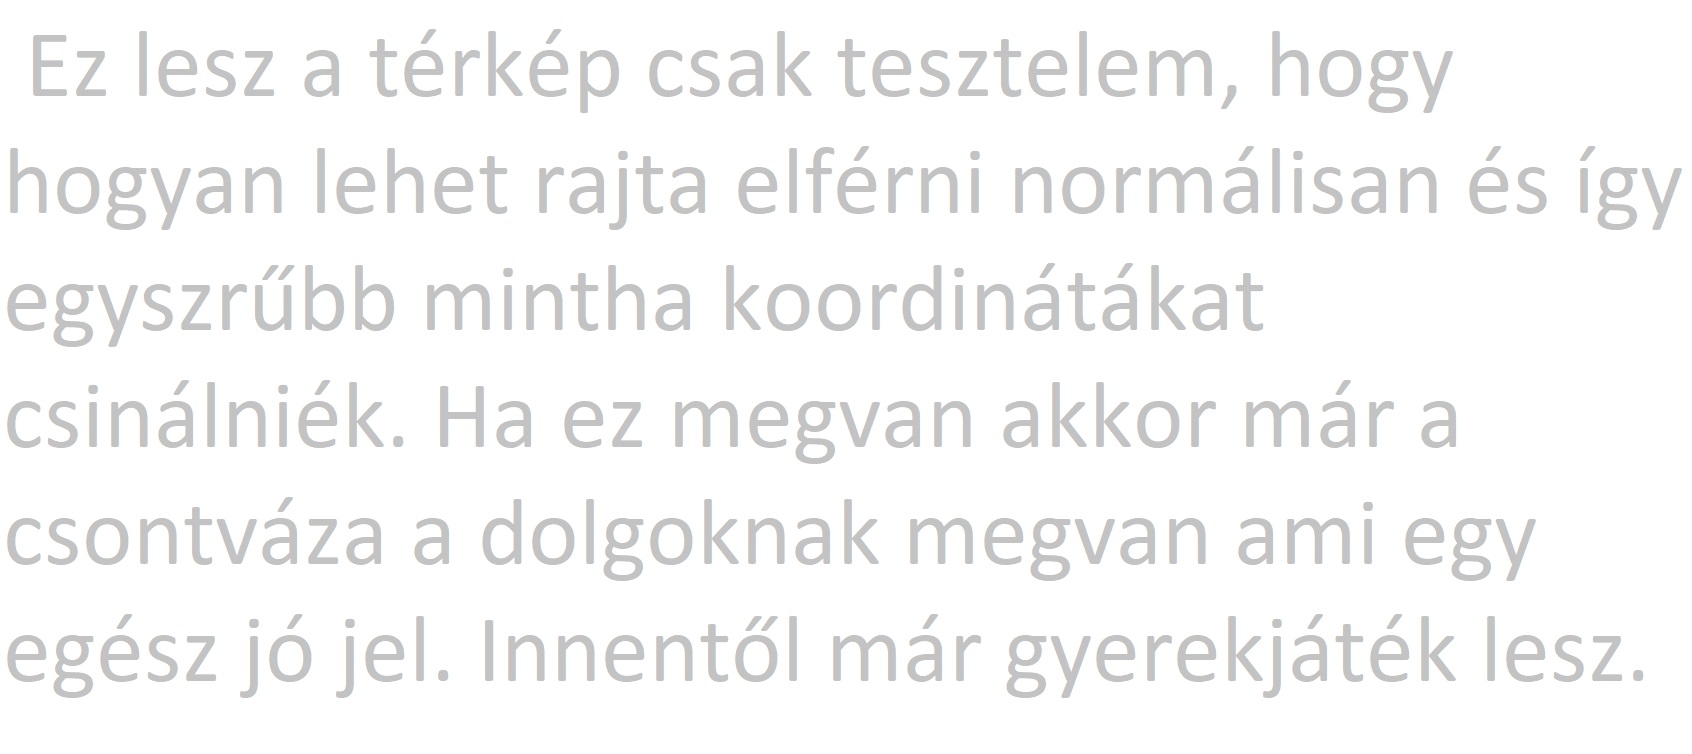 Ez lesz a térkép csak tesztelem, hogy
hogyan lehet rajta elférni normálisan és így
egyszrűbb mintha koordinátákat
csinálniék. Ha ez megvan akkor már a
csontváza a dolgoknak megvan ami egy
egész jó jel. Innentől már gyerekjáték lesz.